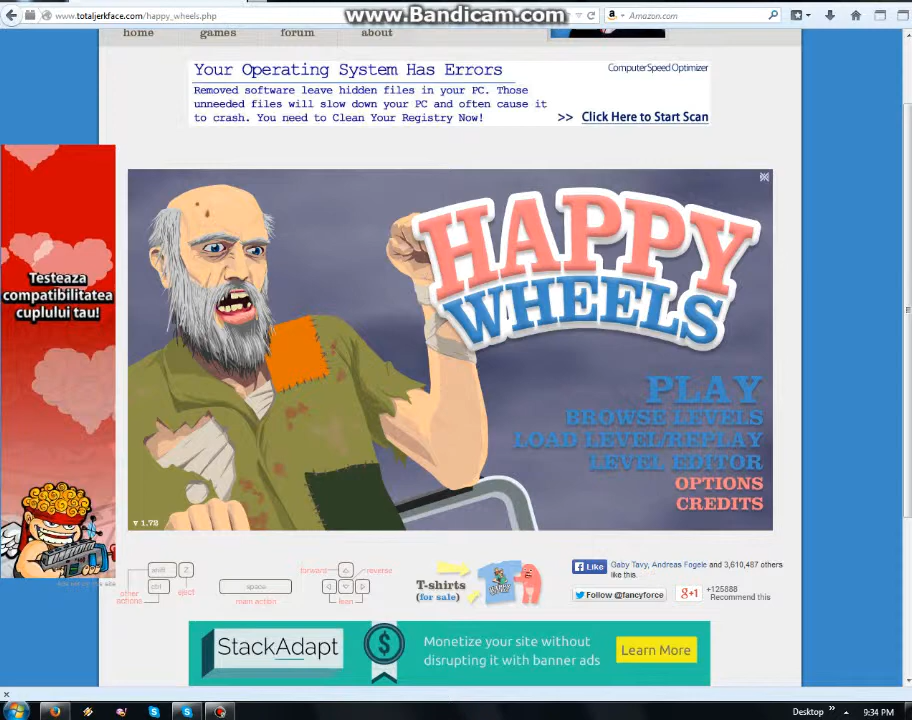 www.totaljerkface.com/happy_wheels.php
www.Bandicam.com
Amazon.com
home games forum about
Your Operating System Has Errors
ComputerSpeed Optimizer
Removed software leave hidden files in your PC. Those
unneeded files will slow down your PC and often cause it
to crash. You need to Clean Your Registry Now!
>> Click Here to Start Scan
Testeaza
compatibilitatea
cuplului tau!
HAPPY
WHEELS
PLAY
BROWSE LEVELS
LOAD LEVEL/REPLAY
LEVEL EDITOR
OPTIONS
CREDITS
v 1.72
shift
Z
ctrl
other
actions
eject
space
main action
forward
reverse
lean
T-shirts
(for sale)
Like
Gaby Tavy, Andreas Fogele and 3,610,487 others
like this.
Follow @fancyforce
g+1
+125888
Recommend this
StackAdapt
Monetize your site without
disrupting it with banner ads
Learn More
Desktop
9:34 PM